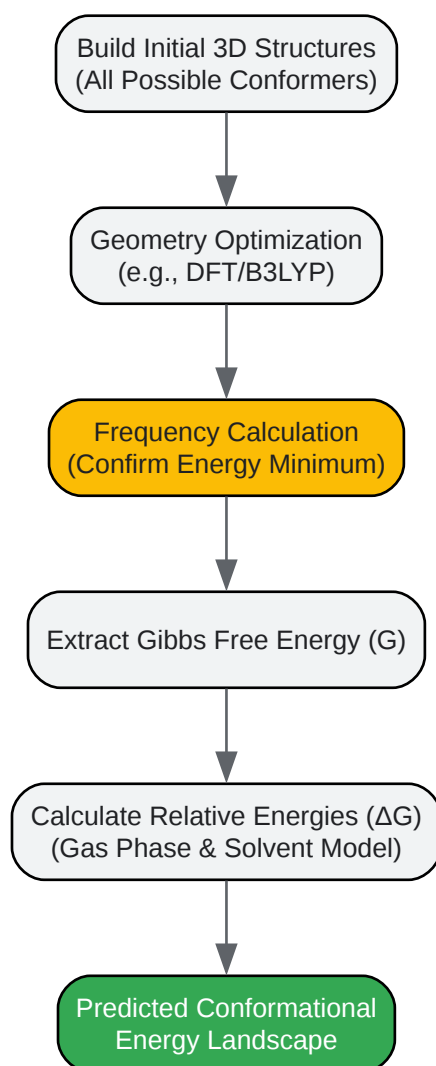 Build Initial 3D Structures
(All Possible Conformers)
Geometry Optimization
(e.g., DFT/B3LYP)
Frequency Calculation
(Confirm Energy Minimum)
Extract Gibbs Free Energy (G)
Calculate Relative Energies (ΔG)
(Gas Phase & Solvent Model)
Predicted Conformational
Energy Landscape